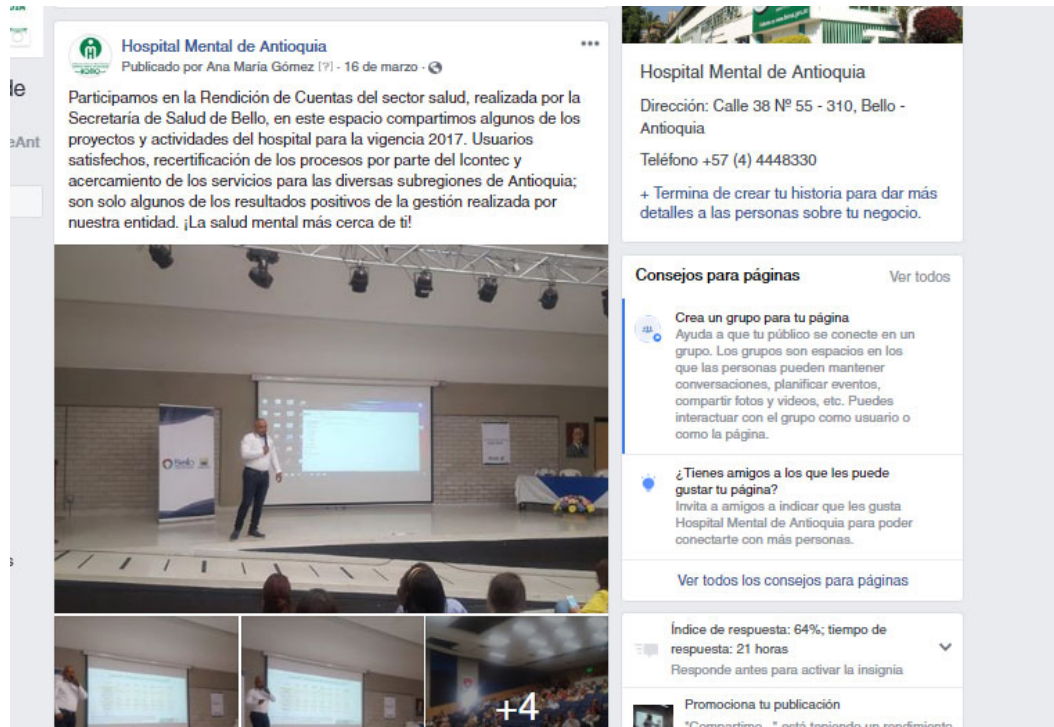 de
eAnt
Hospital Mental de Antioquia
Publicado por Ana María Gómez [?] · 16 de marzo ·
Participamos en la Rendición de Cuentas del sector salud, realizada por la
Secretaría de Salud de Bello, en este espacio compartimos algunos de los
proyectos y actividades del hospital para la vigencia 2017. Usuarios
satisfechos, recertificación de los procesos por parte del Icontec y
acercamiento de los servicios para las diversas subregiones de Antioquia;
son solo algunos de los resultados positivos de la gestión realizada por
nuestra entidad. ¡La salud mental más cerca de ti!
Bello
+4
Hospital Mental de Antioquia
Dirección: Calle 38 Nº 55 - 310, Bello -
Antioquia
Teléfono +57 (4) 4448330
+ Termina de crear tu historia para dar más
detalles a las personas sobre tu negocio.
Consejos para páginas
Ver todos
Crea un grupo para tu página
Ayuda a que tu público se conecte en un
grupo. Los grupos son espacios en los
que las personas pueden mantener
conversaciones, planificar eventos,
compartir fotos y videos, etc. Puedes
interactuar con el grupo como usuario o
como la página.
¿Tienes amigos a los que les puede
gustar tu página?
Invita a amigos a indicar que les gusta
Hospital Mental de Antioquia para poder
conectarte con más personas.
Ver todos los consejos para páginas
Índice de respuesta: 64%; tiempo de
respuesta: 21 horas
Responde antes para activar la insignia
Promociona tu publicación
"Compartimo..." está teniendo un rendimiento